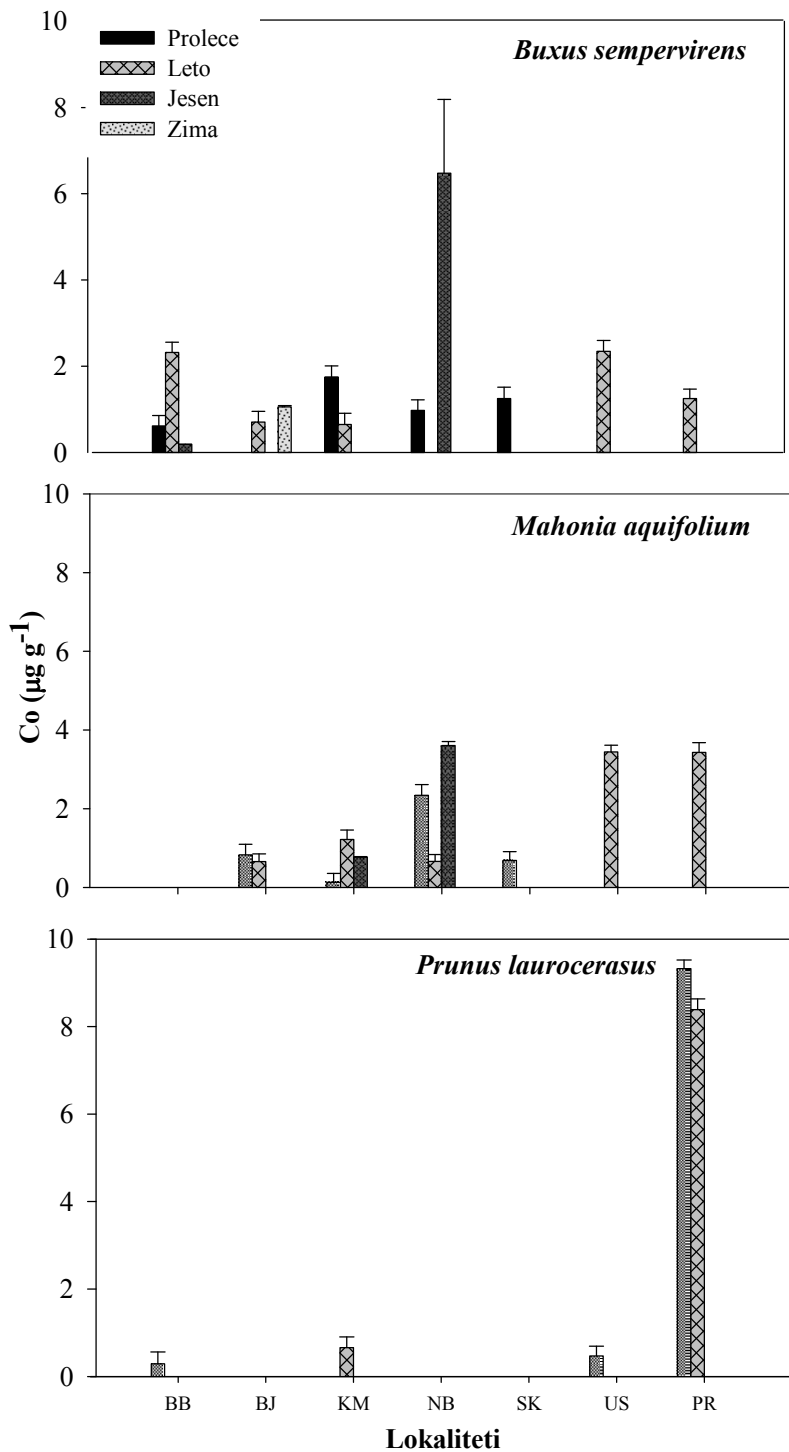 10
8
6
4
2
0
Prolece
Leto
Jesen
Zima
Buxus sempervirens
10
8
6
4
2
0
Mahonia aquifolium
Co (µg g-1)
10
8
6
4
2
0
Prunus laurocerasus
BB BJ KM NB SK US PR
Lokaliteti